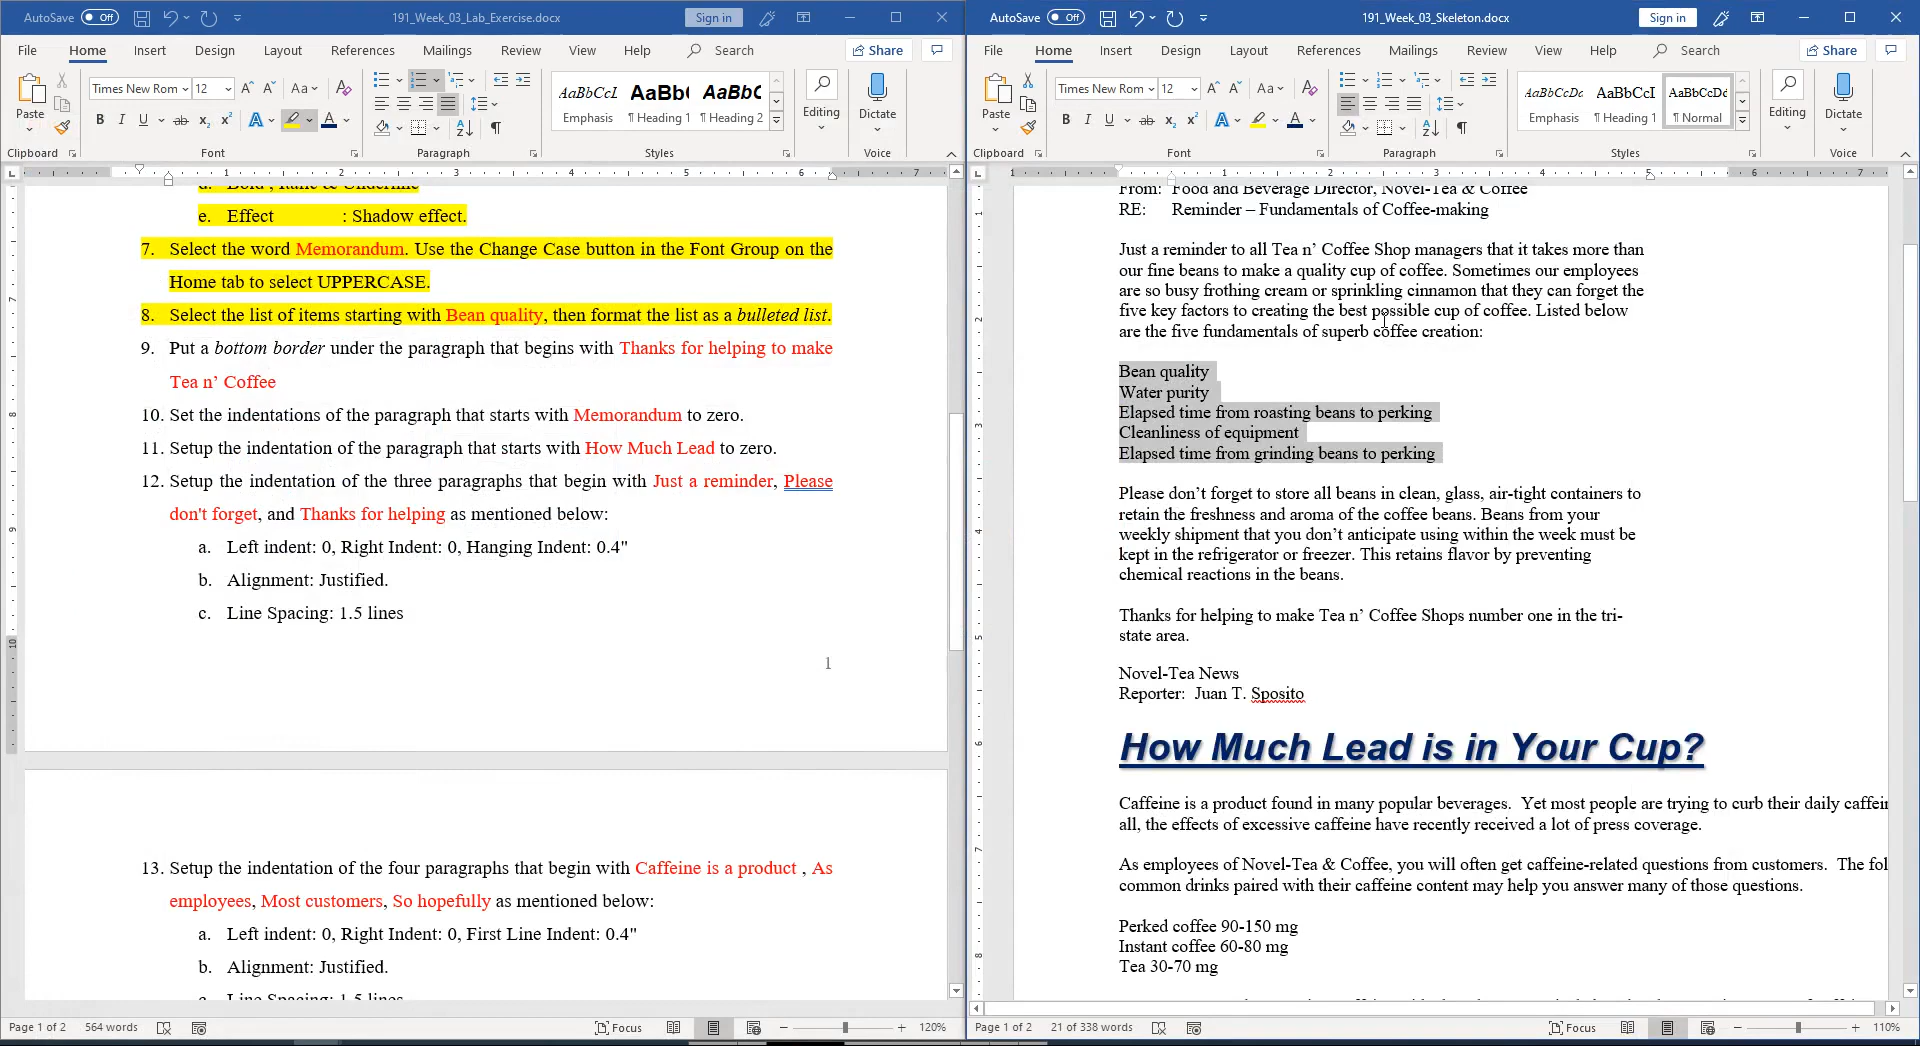 AutoSave Off 191_Week_03_Lab_Exercise.docx Sign in
File Home Insert Design Layout References Mailings Review View Help Search Share
Times New Rom 12
Paste
Clipboard Font Paragraph Styles Voice
AaBbCcL AaBb( AaBbC
Emphasis ¶ Heading 1 ¶ Heading 2
Editing Dictate
e. Effect : Shadow effect.
7. Select the word Memorandum. Use the Change Case button in the Font Group on the
Home tab to select UPPERCASE.
8. Select the list of items starting with Bean quality, then format the list as a bulleted list.
9. Put a bottom border under the paragraph that begins with Thanks for helping to make
Tea n’ Coffee
10. Set the indentations of the paragraph that starts with Memorandum to zero.
11. Setup the indentation of the paragraph that starts with How Much Lead to zero.
12. Setup the indentation of the three paragraphs that begin with Just a reminder, Please
don't forget, and Thanks for helping as mentioned below:
a. Left indent: 0, Right Indent: 0, Hanging Indent: 0.4"
b. Alignment: Justified.
c. Line Spacing: 1.5 lines
1
13. Setup the indentation of the four paragraphs that begin with Caffeine is a product , As
employees, Most customers, So hopefully as mentioned below:
a. Left indent: 0, Right Indent: 0, First Line Indent: 0.4"
b. Alignment: Justified.
Page 1 of 2 564 words Focus 120%
AutoSave Off 191_Week_03_Skeleton.docx Sign in
File Home Insert Design Layout References Mailings Review View Help Search Share
Times New Rom 12
Paste
Clipboard Font Paragraph Styles Voice
AaBbCcDc AaBbCcI AaBbCcDd
Emphasis ¶ Heading 1 ¶ Normal
Editing Dictate
From: Food and Beverage Director, Novel-Tea & Coffee
RE: Reminder – Fundamentals of Coffee-making
Just a reminder to all Tea n’ Coffee Shop managers that it takes more than
our fine beans to make a quality cup of coffee. Sometimes our employees
are so busy frothing cream or sprinkling cinnamon that they can forget the
five key factors to creating the best possible cup of coffee. Listed below
are the five fundamentals of superb coffee creation:
Bean quality
Water purity
Elapsed time from roasting beans to perking
Cleanliness of equipment
Elapsed time from grinding beans to perking
Please don’t forget to store all beans in clean, glass, air-tight containers to
retain the freshness and aroma of the coffee beans. Beans from your
weekly shipment that you don’t anticipate using within the week must be
kept in the refrigerator or freezer. This retains flavor by preventing
chemical reactions in the beans.
Thanks for helping to make Tea n’ Coffee Shops number one in the tri-
state area.
Novel-Tea News
Reporter: Juan T. Sposito
How Much Lead is in Your Cup?
Caffeine is a product found in many popular beverages. Yet most people are trying to curb their daily caffein
all, the effects of excessive caffeine have recently received a lot of press coverage.
As employees of Novel-Tea & Coffee, you will often get caffeine-related questions from customers. The fol
common drinks paired with their caffeine content may help you answer many of those questions.
Perked coffee 90-150 mg
Instant coffee 60-80 mg
Tea 30-70 mg
Page 1 of 2 21 of 338 words Focus 110%